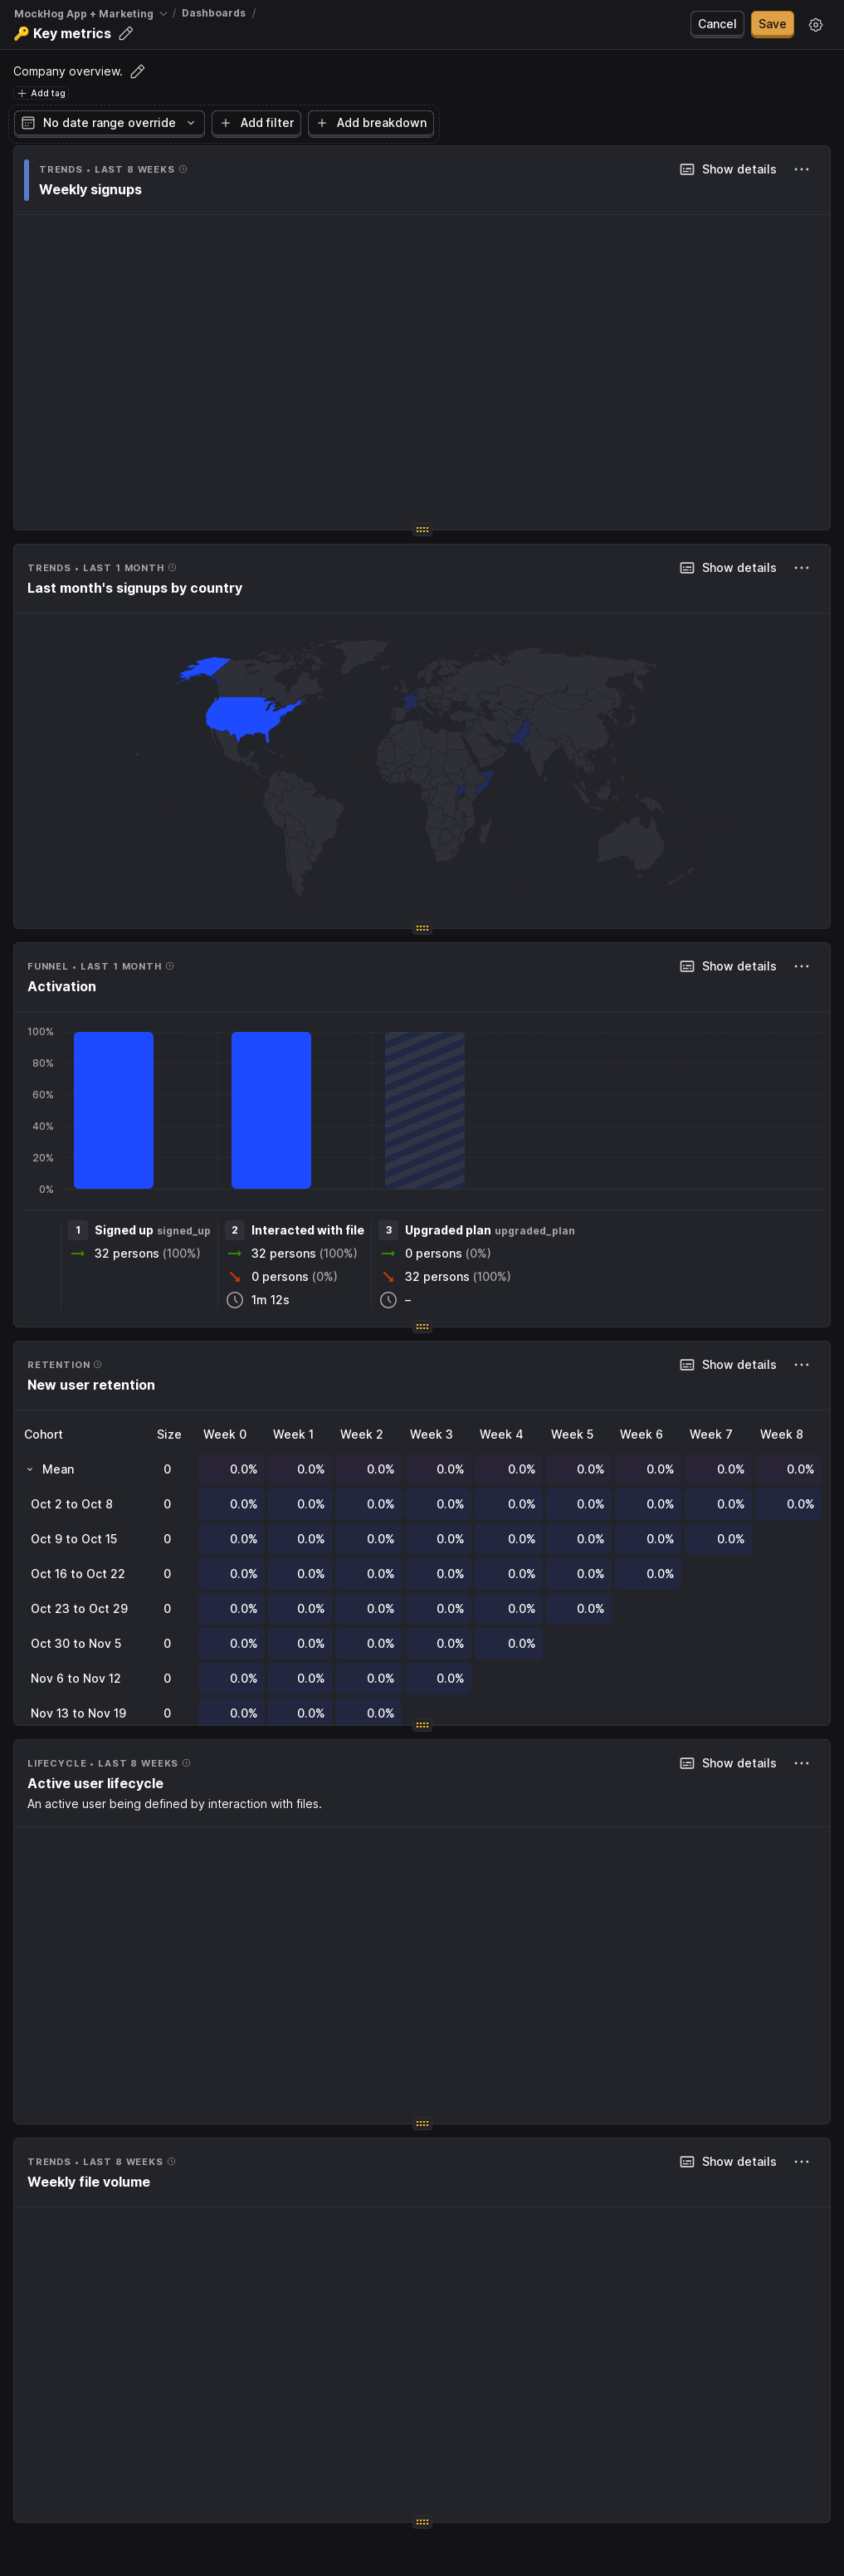 MockHog App + Marketing / Dashboards /
🔑 Key metrics
Cancel
Save
Company overview.
+ Add tag
No date range override
+ Add filter
+ Add breakdown
TRENDS • LAST 8 WEEKS
Show details
Weekly signups
TRENDS • LAST 1 MONTH
Show details
Last month's signups by country
FUNNEL • LAST 1 MONTH
Show details
Activation
100%
80%
60%
40%
20%
0%
1 Signed up signed_up
32 persons (100%)
2 Interacted with file
32 persons (100%)
0 persons (0%)
1m 12s
3 Upgraded plan upgraded_plan
0 persons (0%)
32 persons (100%)
–
RETENTION
Show details
New user retention
Cohort Size Week 0 Week 1 Week 2 Week 3 Week 4 Week 5 Week 6 Week 7 Week 8
Mean 0 0.0% 0.0% 0.0% 0.0% 0.0% 0.0% 0.0% 0.0% 0.0%
Oct 2 to Oct 8 0 0.0% 0.0% 0.0% 0.0% 0.0% 0.0% 0.0% 0.0% 0.0%
Oct 9 to Oct 15 0 0.0% 0.0% 0.0% 0.0% 0.0% 0.0% 0.0% 0.0%
Oct 16 to Oct 22 0 0.0% 0.0% 0.0% 0.0% 0.0% 0.0% 0.0%
Oct 23 to Oct 29 0 0.0% 0.0% 0.0% 0.0% 0.0% 0.0%
Oct 30 to Nov 5 0 0.0% 0.0% 0.0% 0.0% 0.0%
Nov 6 to Nov 12 0 0.0% 0.0% 0.0% 0.0%
Nov 13 to Nov 19 0 0.0% 0.0% 0.0%
LIFECYCLE • LAST 8 WEEKS
Show details
Active user lifecycle
An active user being defined by interaction with files.
TRENDS • LAST 8 WEEKS
Show details
Weekly file volume